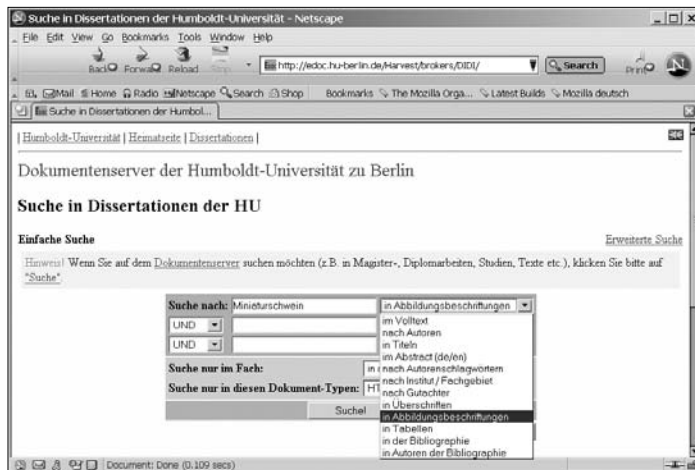 Suche in Dissertationen der Humboldt-Universität - Netscape
File Edit View Go Bookmarks Tools Window Help
Back Forward Reload Stop http://edoc.hu-berlin.de/Harvest/brokers/DIDI/ Search Print N
Mail Home Radio Netscape Search Shop Bookmarks The Mozilla Orga... Latest Builds Mozilla deutsch
Suche in Dissertationen der Humbol...
| Humboldt-Universität | Heimatseite | Dissertationen |
Dokumentenserver der Humboldt-Universität zu Berlin
Suche in Dissertationen der HU
Einfache Suche Erweiterte Suche
Hinweis! Wenn Sie auf dem Dokumentenserver suchen möchten (z.B. in Magister-, Diplomarbeiten, Studien, Texte etc.), klicken Sie bitte auf
"Suche".
Suche nach: Miniaturschwein in Abbildungsbeschriftungen
UND
UND
im Volltext
nach Autoren
in Titeln
im Abstract (de/en)
nach Autorenschlagwörtern
nach Institut / Fachgebiet
nach Gutachter
in Überschriften
in Abbildungsbeschriftungen
in Tabellen
in der Bibliographie
in Autoren der Bibliographie
Suche nur im Fach: in
Suche nur in diesen Dokument-Typen: HT
Suche!
Document: Done (0.109 secs)